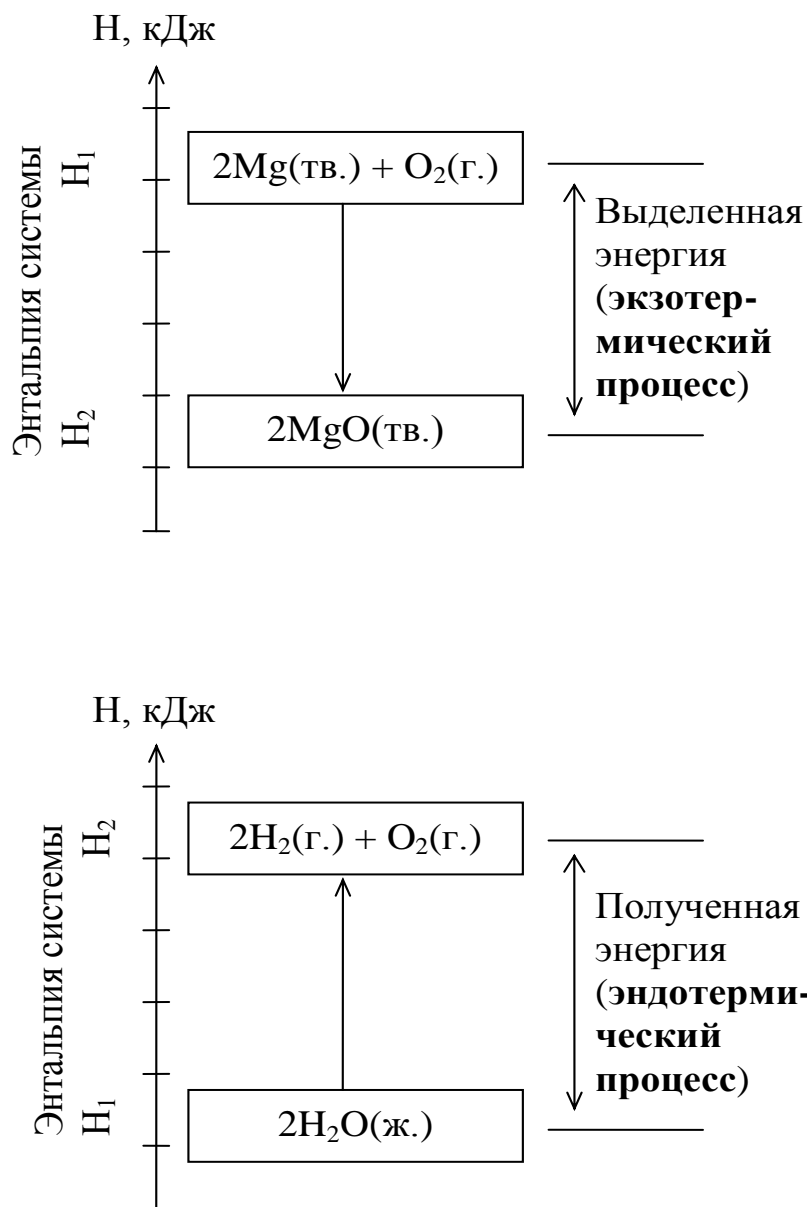 Н, кДж
Энтальпия системы
H₁
H₂
2Mg(тв.) + O₂(г.)
2MgO(тв.)
Выделенная
энергия
(экзотер-
мический
процесс)
Н, кДж
Энтальпия системы
H₂
H₁
2H₂(г.) + O₂(г.)
2H₂O(ж.)
Полученная
энергия
(эндотерми-
ческий
процесс)